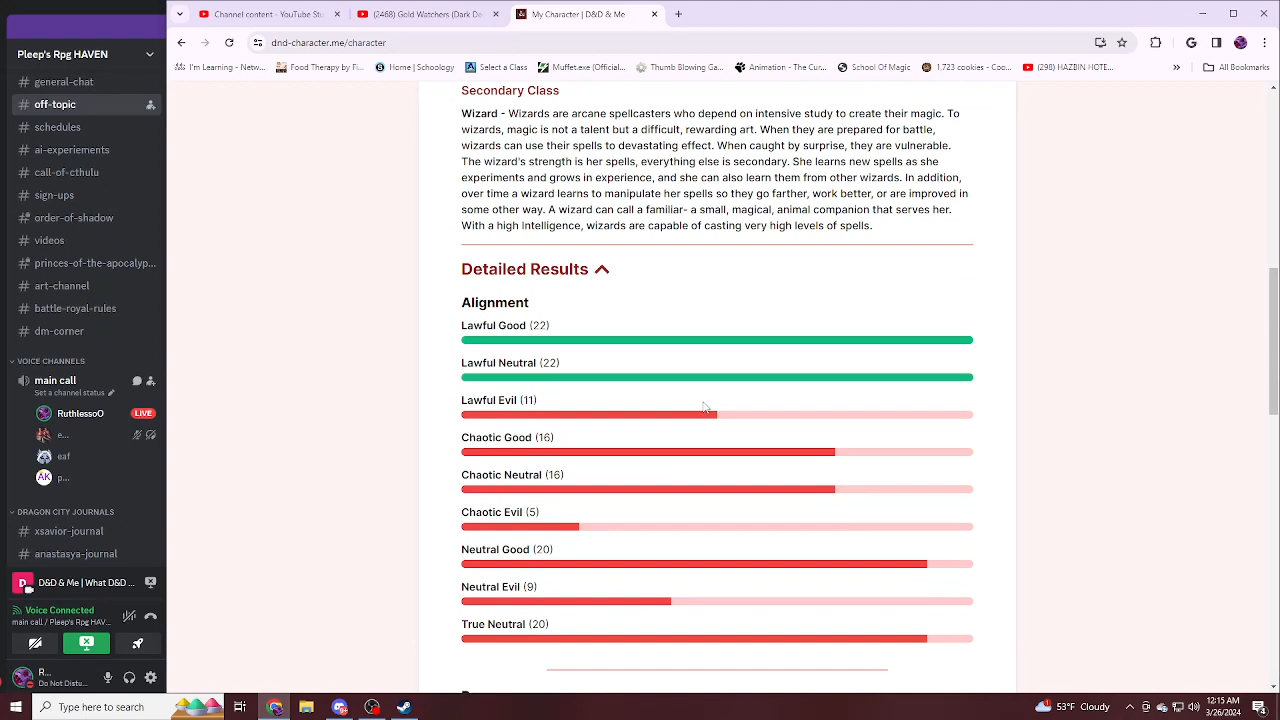 Channel content - YouTube Stu
(2468) Gold Watchers (Dark De
My Character | D&D & Me
Pleep's Rpg HAVEN
dnd-character.me/character
I'm Learning - Netw...
Food Therapy by Fi...
Home | Schoology
Select a Class
Muffet.exe (Official...
Thumb Blowing Ga...
Animation - The Cur...
School Of Magic
1,723 cookies - Coo...
(298) HAZBIN HOTE...
»
All Bookmarks
# general-chat
# off-topic
# schedules
# ai-experiements
# call-of-cthulu
# sign-ups
# order-of-shadow
# videos
princes-of-the-apocalyp...
# art-channel
# battle-royal-rules
# dm-corner
VOICE CHANNELS
main call
Set a channel status
RuthlessoO
LIVE
e...
eaf
AK
p...
DRAGON CITY JOURNALS
# xsavior-journal
# anastasya-journal
D
D&D & Me | What D&D ...
Voice Connected
main call / Pleep's Rpg HAV...
R...
Do Not Distu...
Secondary Class
Wizard - Wizards are arcane spellcasters who depend on intensive study to create their magic. To
wizards, magic is not a talent but a difficult, rewarding art. When they are prepared for battle,
wizards can use their spells to devastating effect. When caught by surprise, they are vulnerable.
The wizard's strength is her spells, everything else is secondary. She learns new spells as she
experiments and grows in experience, and she can also learn them from other wizards. In addition,
over time a wizard learns to manipulate her spells so they go farther, work better, or are improved in
some other way. A wizard can call a familiar- a small, magical, animal companion that serves her.
With a high Intelligence, wizards are capable of casting very high levels of spells.
Detailed Results
Alignment
Lawful Good (22)
Lawful Neutral (22)
Lawful Evil (11)
Chaotic Good (16)
Chaotic Neutral (16)
Chaotic Evil (5)
Neutral Good (20)
Neutral Evil (9)
True Neutral (20)
Type here to search
53°F Cloudy
12:15 AM
3/26/2024